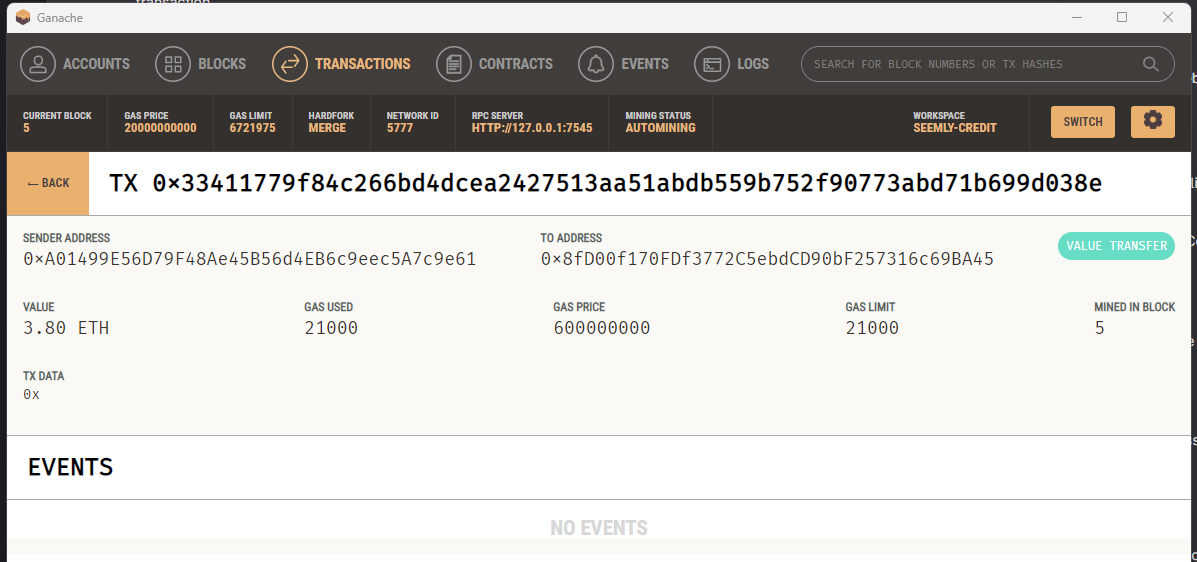 transaction
Ganache
ACCOUNTS BLOCKS TRANSACTIONS CONTRACTS EVENTS LOGS SEARCH FOR BLOCK NUMBERS OR TX HASHES
CURRENT BLOCK GAS PRICE GAS LIMIT HARDFORK NETWORK ID RPC SERVER MINING STATUS WORKSPACE
5 20000000000 6721975 MERGE 5777 HTTP://127.0.0.1:7545 AUTOMINING SEEMLY-CREDIT SWITCH
← BACK TX 0×33411779f84c266bd4dcea2427513aa51abdb559b752f90773abd71b699d038e
SENDER ADDRESS TO ADDRESS
0×A01499E56D79F48Ae45B56d4EB6c9eec5A7c9e61 0×8fD00f170FDf3772C5ebdCD90bF257316c69BA45 VALUE TRANSFER
VALUE GAS USED GAS PRICE GAS LIMIT MINED IN BLOCK
3.80 ETH 21000 600000000 21000 5
TX DATA
0x
EVENTS
NO EVENTS